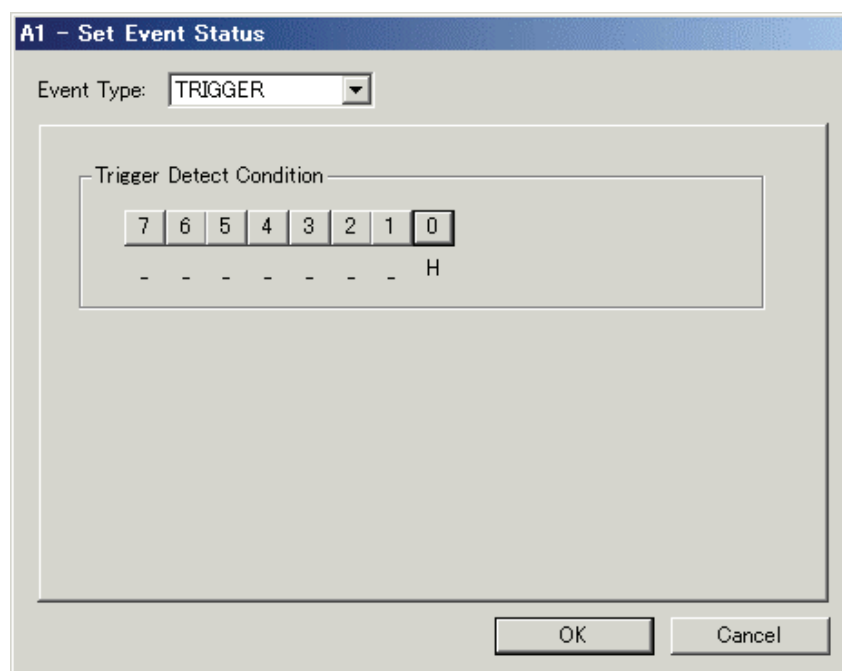 A1 - Set Event Status
Event Type: TRIGGER
Trigger Detect Condition
7 6 5 4 3 2 1 0
_ _ _ _ _ _ _ H
OK Cancel